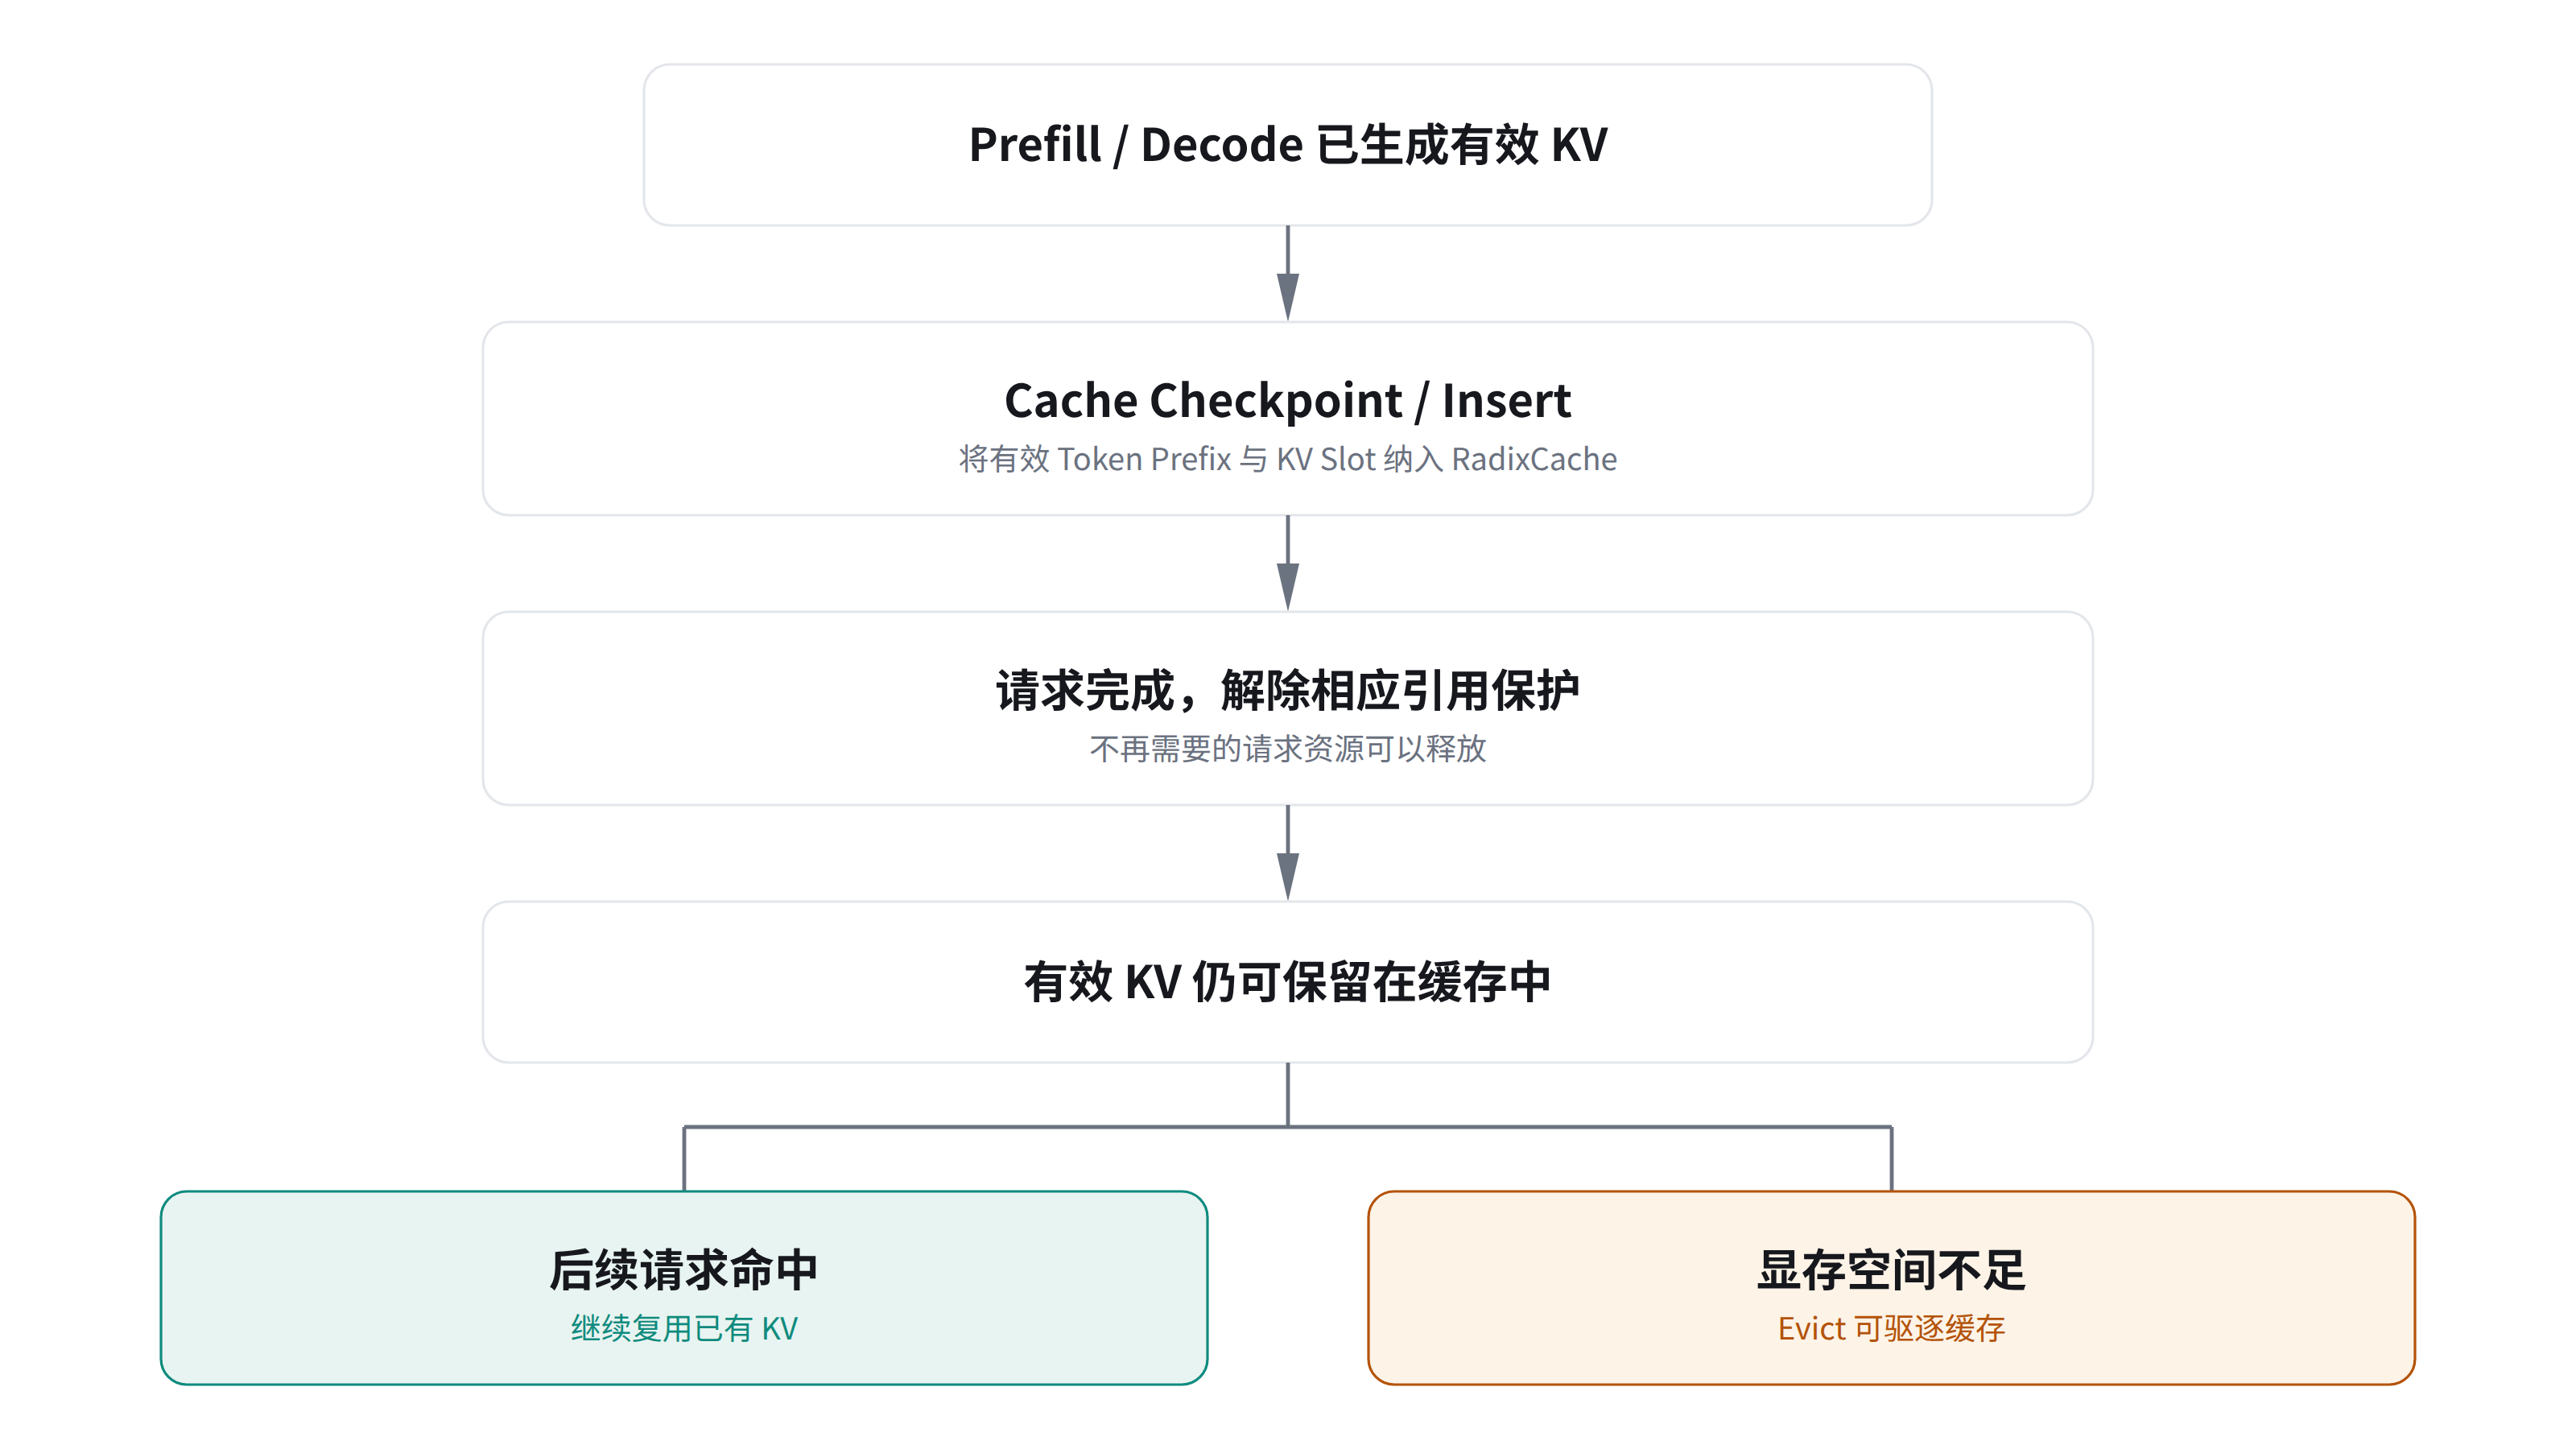 Prefill / Decode 已生成有效 KV
Cache Checkpoint / Insert
将有效 Token Prefix 与 KV Slot 纳入 RadixCache
请求完成，解除相应引用保护
不再需要的请求资源可以释放
有效 KV 仍可保留在缓存中
后续请求命中
继续复用已有 KV
显存空间不足
Evict 可驱逐缓存